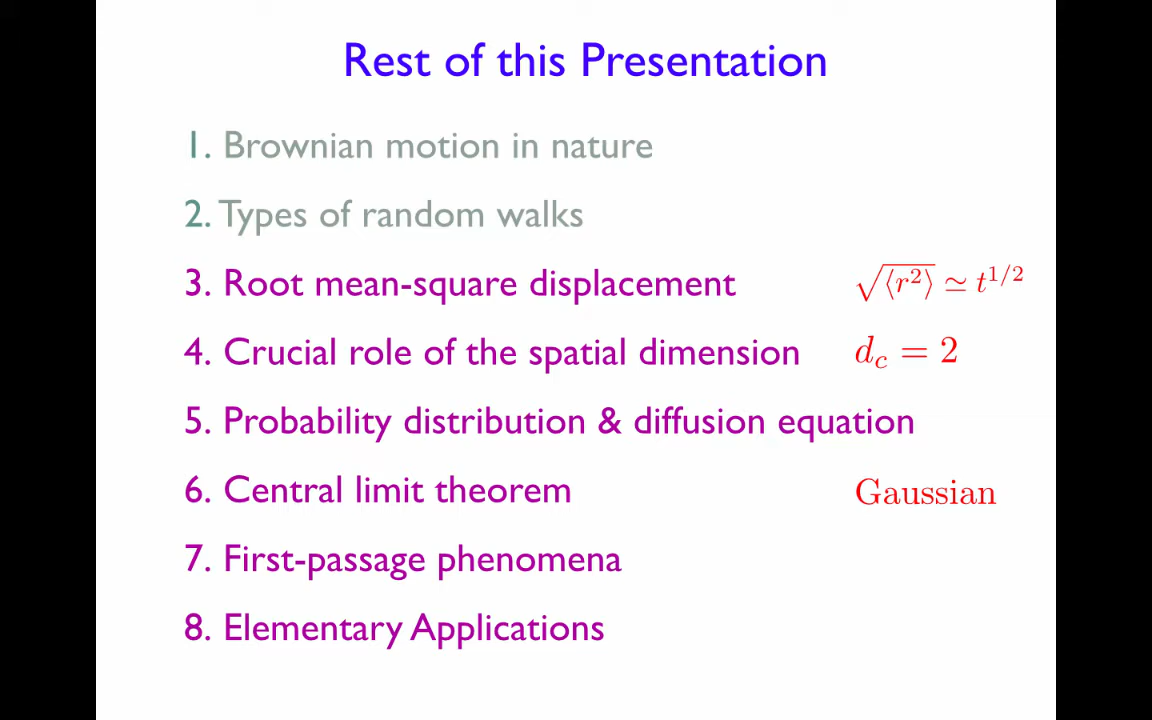 Rest of this Presentation
1. Brownian motion in nature
2. Types of random walks
3. Root mean-square displacement √⟨r²⟩ ≃ t^{1/2}
4. Crucial role of the spatial dimension d_c = 2
5. Probability distribution & diffusion equation
6. Central limit theorem Gaussian
7. First-passage phenomena
8. Elementary Applications